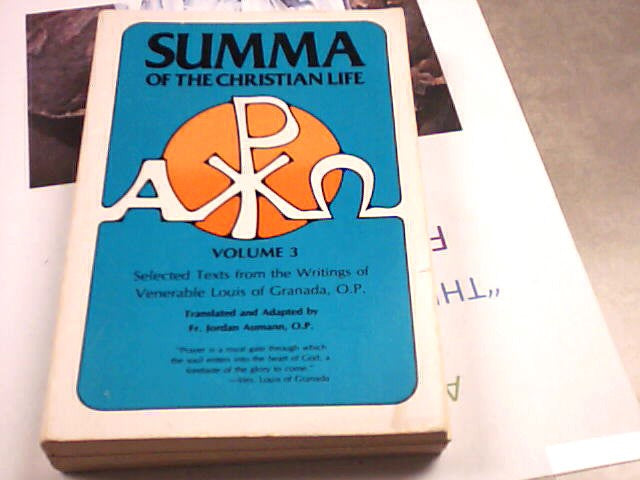 SUMMA
OF THE CHRISTIAN LIFE
Α Ω
VOLUME 3
Selected Texts from the Writings of
Venerable Louis of Granada, O.P.
Translated and Adapted by
Fr. Jordan Aumann, O.P.
"Prayer is a royal gate through which
the soul enters into the heart of God, a
foretaste of the glory to come."
—Ven. Louis of Granada
F
"TH
A